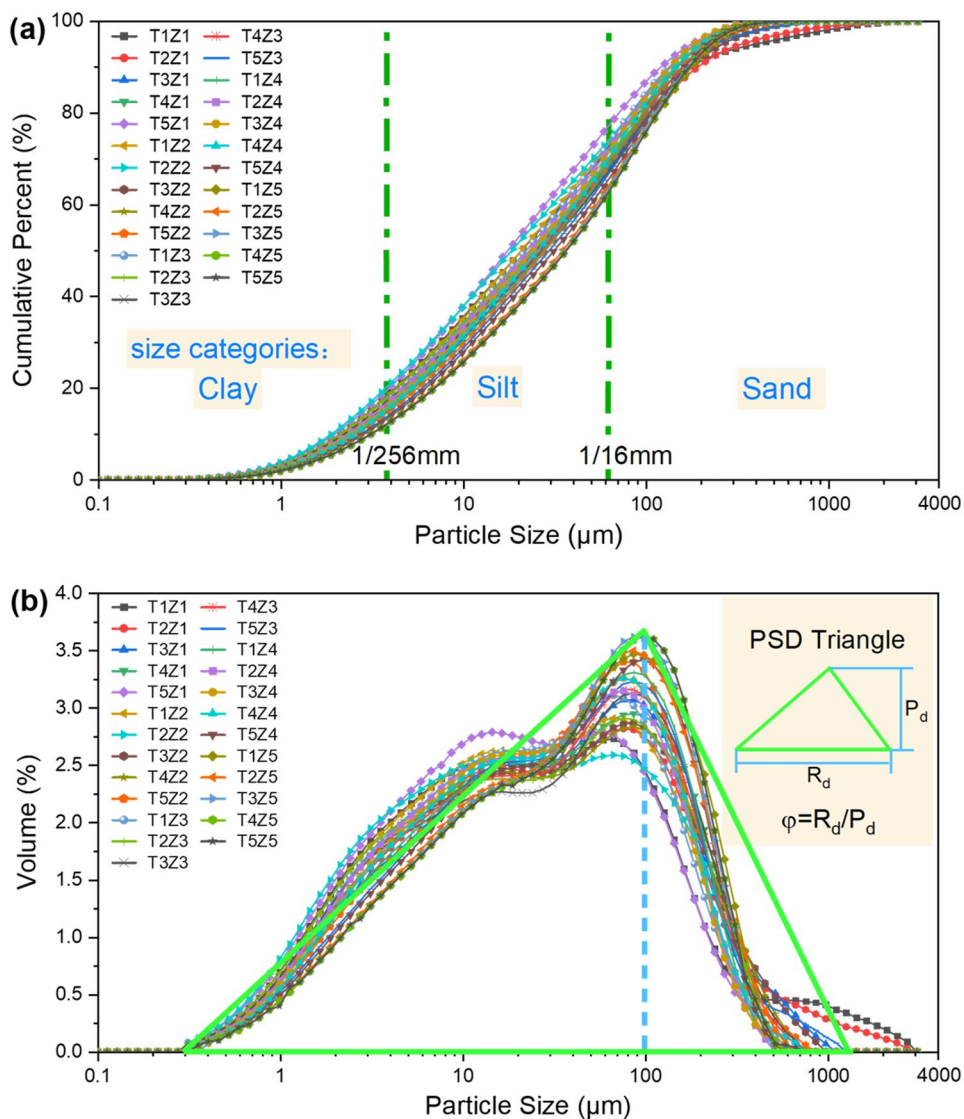 (a)
100
80
60
40
20
0
Cumulative Percent (%)
T1Z1 T4Z3
T2Z1 T5Z3
T3Z1 T1Z4
T4Z1 T2Z4
T5Z1 T3Z4
T1Z2 T4Z4
T2Z2 T5Z4
T3Z2 T1Z5
T4Z2 T2Z5
T5Z2 T3Z5
T1Z3 T4Z5
T2Z3 T5Z5
T3Z3
size categories:
Clay Silt Sand
1/256mm 1/16mm
0.1 1 10 100 1000 4000
Particle Size (μm)
(b)
4.0
3.5
3.0
2.5
2.0
1.5
1.0
0.5
0.0
Volume (%)
T1Z1 T4Z3
T2Z1 T5Z3
T3Z1 T1Z4
T4Z1 T2Z4
T5Z1 T3Z4
T1Z2 T4Z4
T2Z2 T5Z4
T3Z2 T1Z5
T4Z2 T2Z5
T5Z2 T3Z5
T1Z3 T4Z5
T2Z3 T5Z5
T3Z3
PSD Triangle
Pd
Rd
φ=Rd/Pd
0.1 1 10 100 1000 4000
Particle Size (μm)